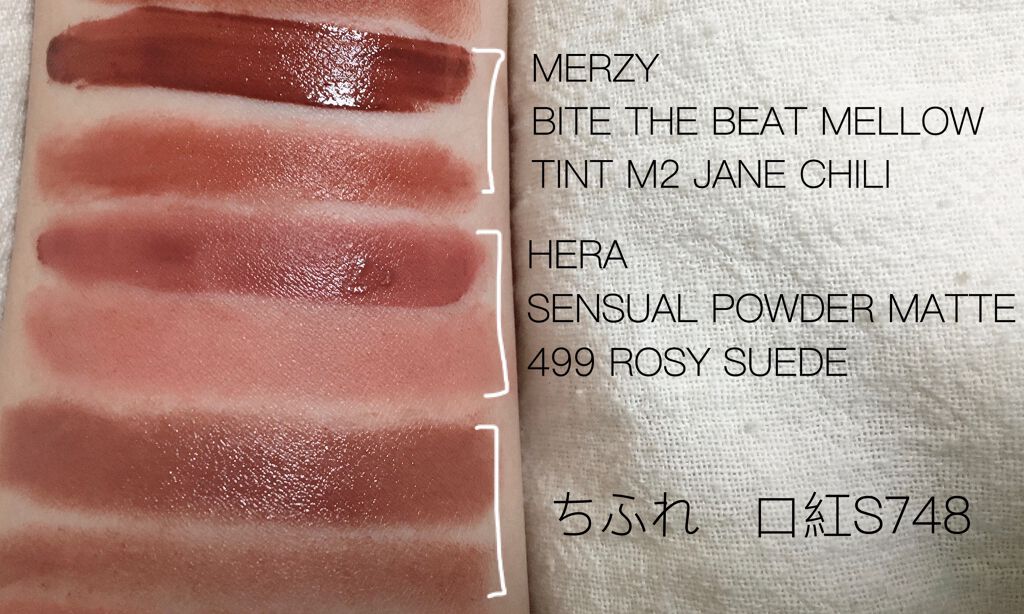 MERZY
BITE THE BEAT MELLOW
TINT M2 JANE CHILI
HERA
SENSUAL POWDER MATTE
499 ROSY SUEDE
ちふれ　口紅S748